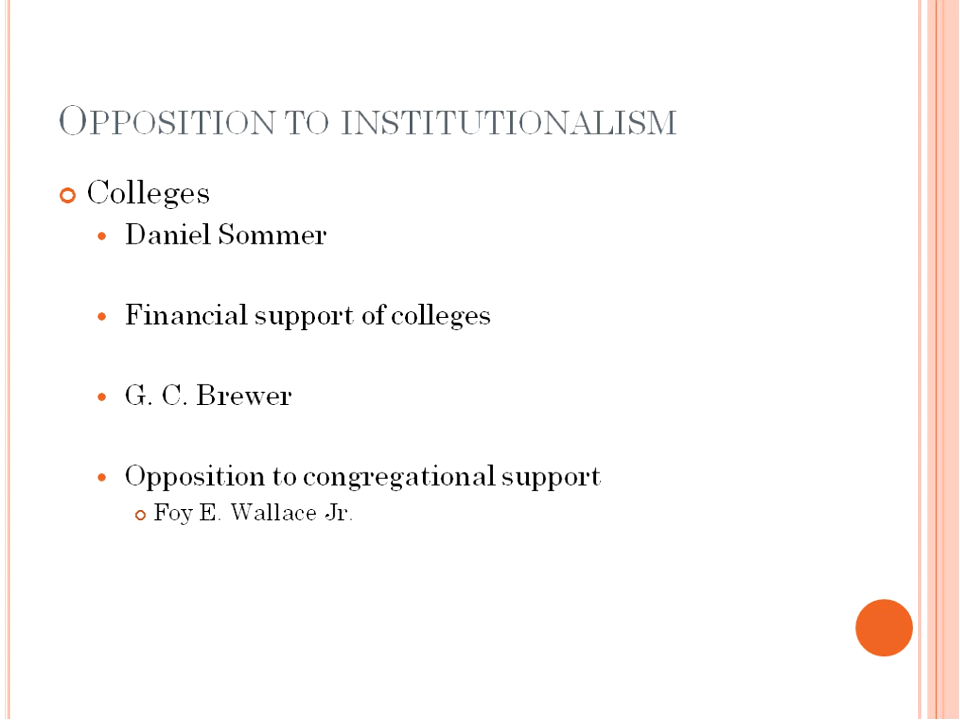 OPPOSITION TO INSTITUTIONALISM
Colleges
Daniel Sommer
Financial support of colleges
G. C. Brewer
Opposition to congregational support
Foy E. Wallace Jr.